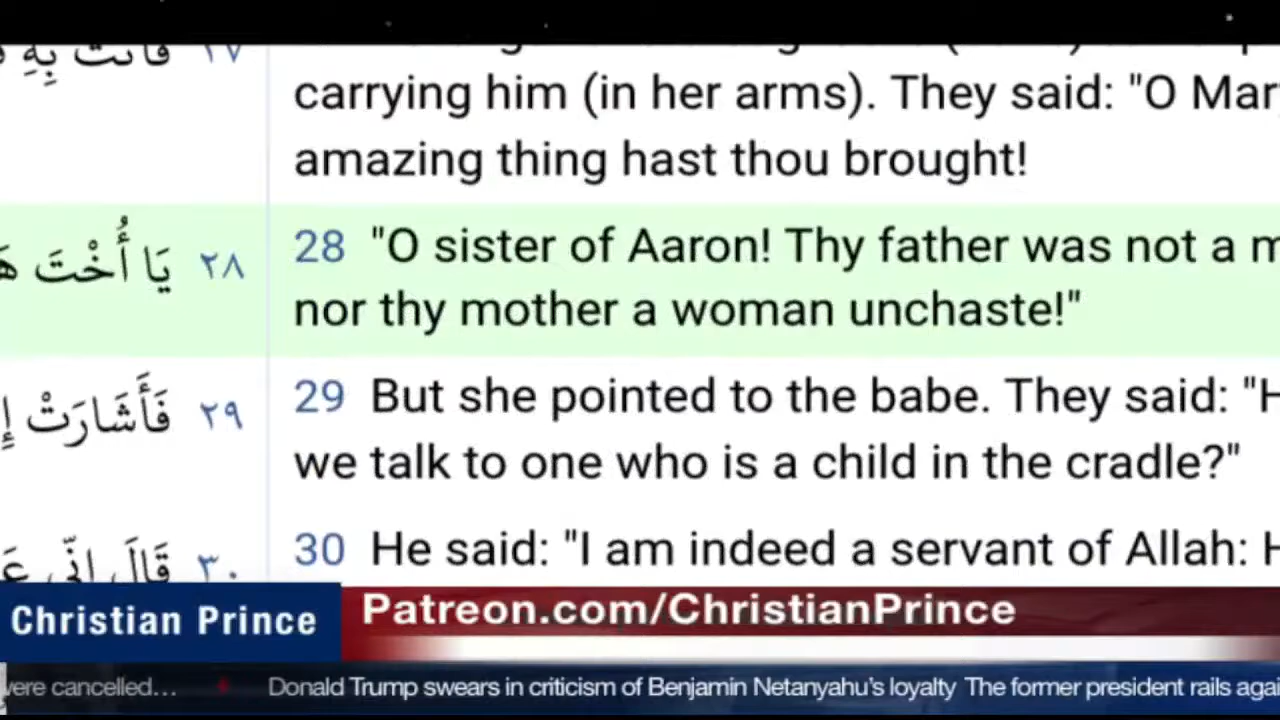 carrying him (in her arms). They said: "O Mary
amazing thing hast thou brought!
يَا أُخْتَ ٢٨
28 "O sister of Aaron! Thy father was not a
nor thy mother a woman unchaste!"
فَأَشَارَتْ ٢٩
29 But she pointed to the babe. They said:
we talk to one who is a child in the cradle?"
قَالَ إِنِّي ٣٠
30 He said: "I am indeed a servant of Allah:
Christian Prince
Patreon.com/ChristianPrince
were cancelled... Donald Trump swears in criticism of Benjamin Netanyahu's loyalty The former president rails